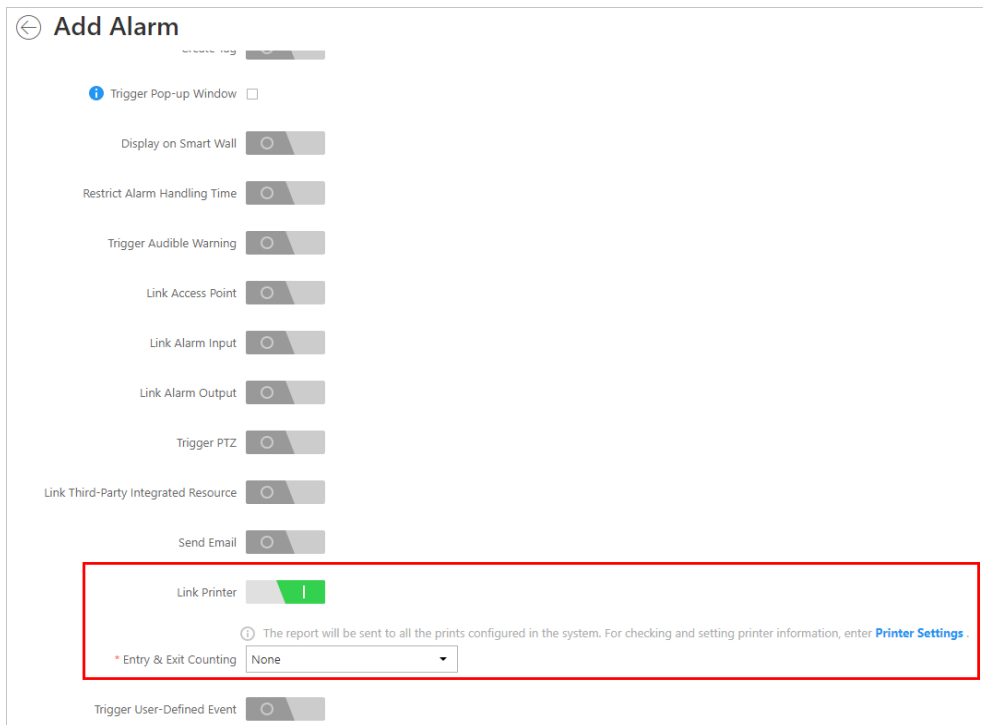 Add Alarm
Create Tag
Trigger Pop-up Window
Display on Smart Wall
Restrict Alarm Handling Time
Trigger Audible Warning
Link Access Point
Link Alarm Input
Link Alarm Output
Trigger PTZ
Link Third-Party Integrated Resource
Send Email
Link Printer
The report will be sent to all the prints configured in the system. For checking and setting printer information, enter Printer Settings .
* Entry & Exit Counting None
Trigger User-Defined Event